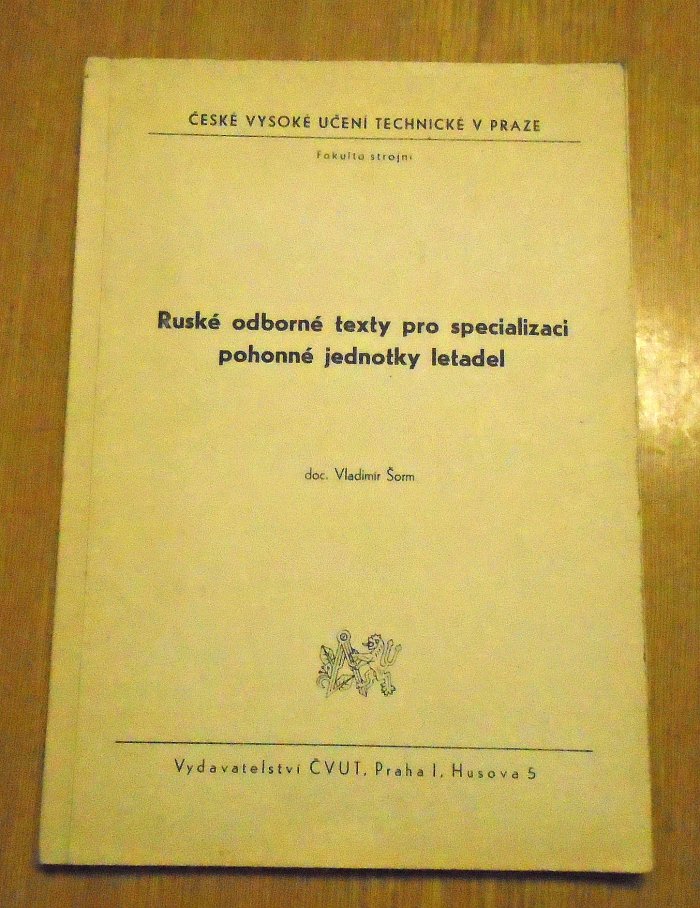 ČESKÉ VYSOKÉ UČENÍ TECHNICKÉ V PRAZE
Fakulta strojní
Ruské odborné texty pro specializaci
pohonné jednotky letadel
doc. Vladimír Šorm
Vydavatelství ČVUT, Praha I, Husova 5